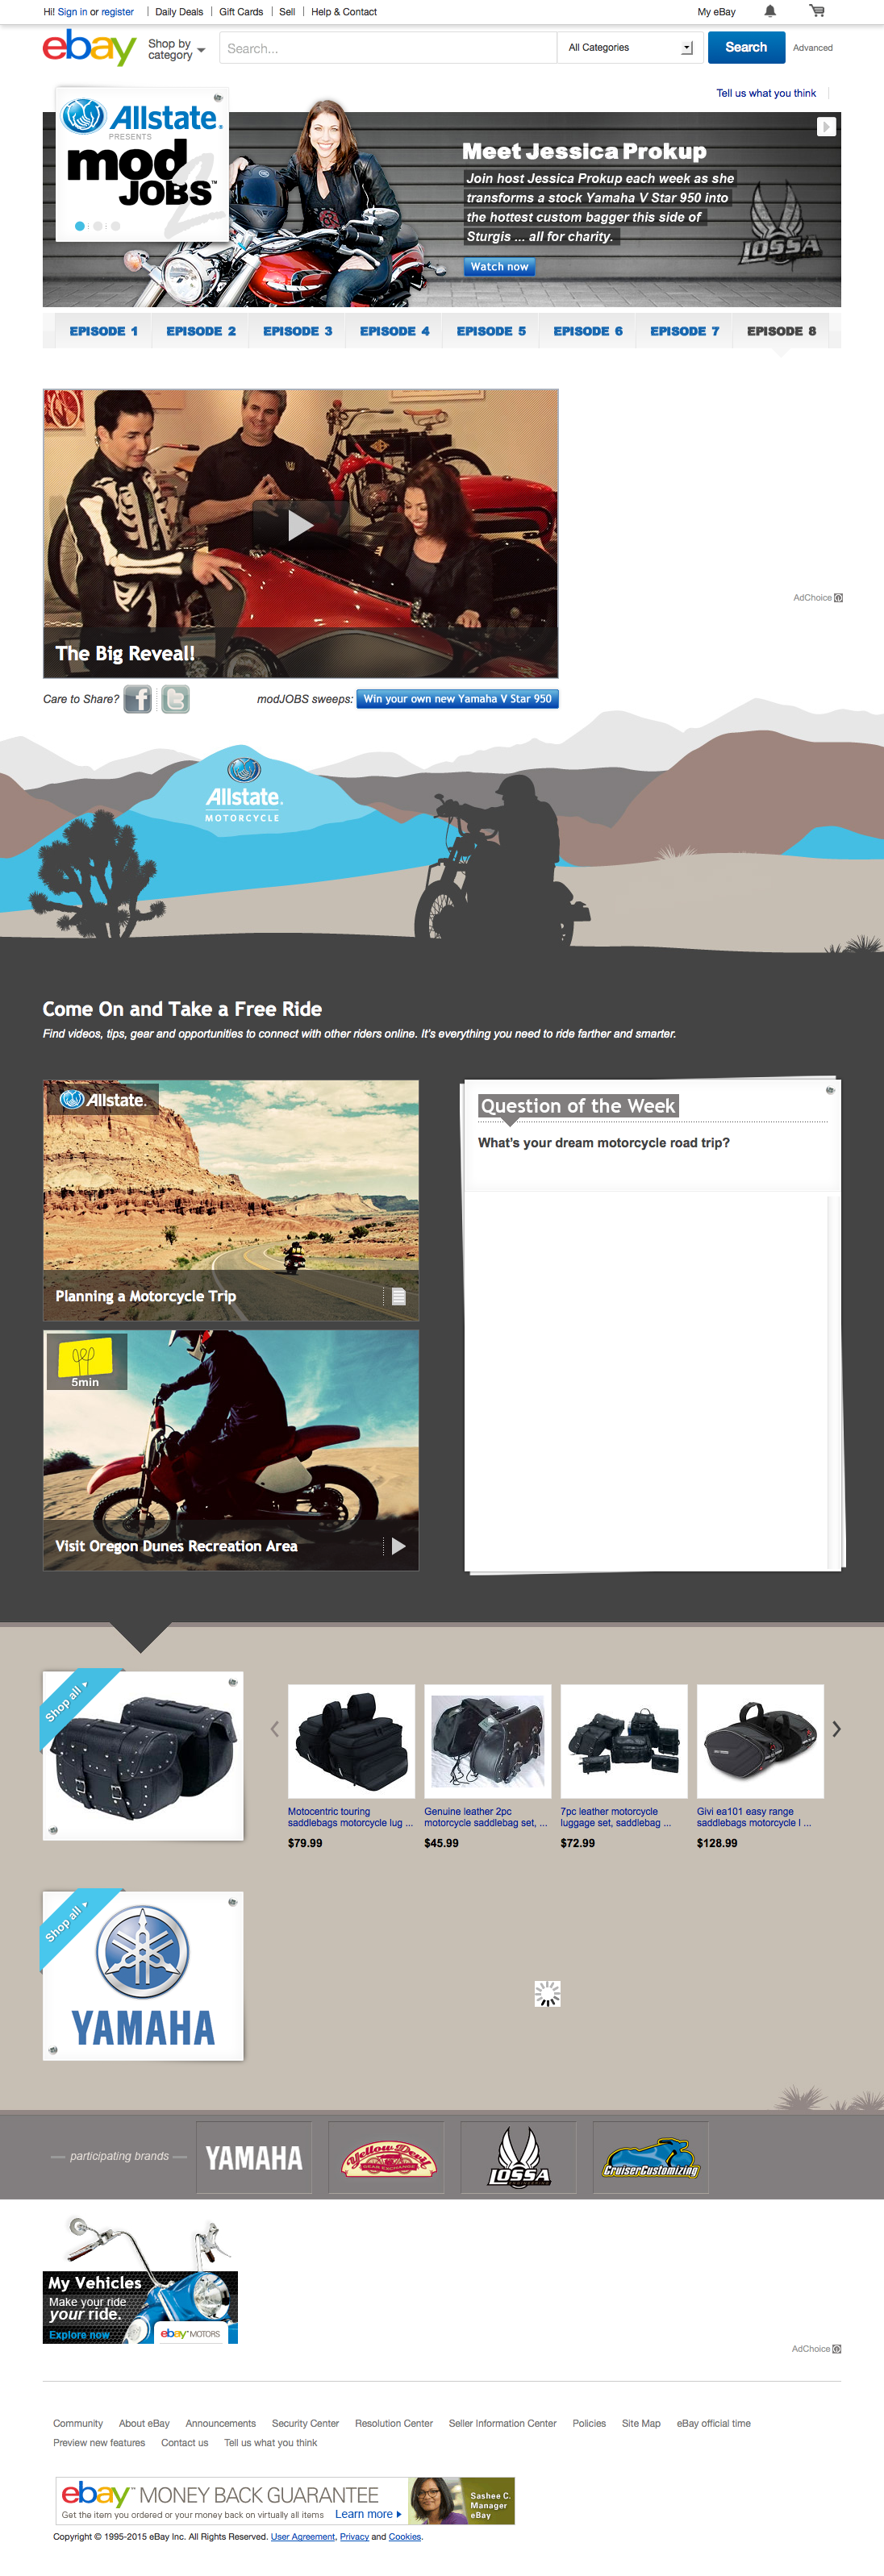 Hi! Sign in or register
Daily Deals
Gift Cards
Sell
Help & Contact
My eBay
ebay
Shop by
category
Search...
All Categories
Search
Advanced
Tell us what you think
Allstate.
PRESENTS
mod
JOBS™
2
Meet Jessica Prokup
Join host Jessica Prokup each week as she
transforms a stock Yamaha V Star 950 into
the hottest custom bagger this side of
Sturgis ... all for charity.
Watch now
LOSSA
EPISODE 1
EPISODE 2
EPISODE 3
EPISODE 4
EPISODE 5
EPISODE 6
EPISODE 7
EPISODE 8
The Big Reveal!
AdChoice
Care to Share?
modJOBS sweeps:
Win your own new Yamaha V Star 950
Allstate.
MOTORCYCLE
Come On and Take a Free Ride
Find videos, tips, gear and opportunities to connect with other riders online. It's everything you need to ride farther and smarter.
Allstate.
Planning a Motorcycle Trip
5min
Visit Oregon Dunes Recreation Area
Question of the Week
What's your dream motorcycle road trip?
Shop all
Motocentric touring
saddlebags motorcycle lug ...
$79.99
Genuine leather 2pc
motorcycle saddlebag set, ...
$45.99
7pc leather motorcycle
luggage set, saddlebag ...
$72.99
Givi ea101 easy range
saddlebags motorcycle l ...
$128.99
Shop all
YAMAHA
participating brands
YAMAHA
Yellow Devil
GEAR EXCHANGE
LOSSA
CruiserCustomizing
My Vehicles
Make your ride
your ride.
Explore now
ebay™ MOTORS
AdChoice
Community
About eBay
Announcements
Security Center
Resolution Center
Seller Information Center
Policies
Site Map
eBay official time
Preview new features
Contact us
Tell us what you think
ebay™ MONEY BACK GUARANTEE
Get the item you ordered or your money back on virtually all items
Learn more
Sashee C.
Manager
eBay
Copyright © 1995-2015 eBay Inc. All Rights Reserved. User Agreement, Privacy and Cookies.